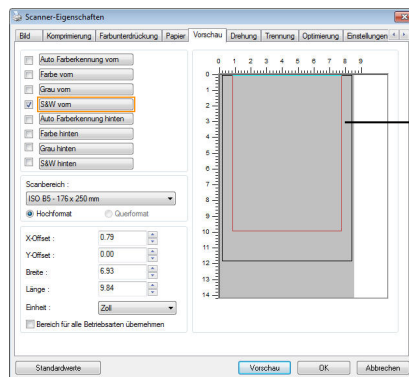 Scanner-Eigenschaften
Bild Komprimierung Farbunterdrückung Papier Vorschau Drehung Trennung Optimierung Einstellungen
Auto Farberkennung vorn
Farbe vorn
Grau vorn
S&W vorn
Auto Farberkennung hinten
Farbe hinten
Grau hinten
S&W hinten
Scanbereich :
ISO B5 - 176 x 250 mm
Hochformat Querformat
X-Offset : 0.79
Y-Offset : 0.00
Breite : 6.93
Länge : 9.84
Einheit : Zoll
Bereich für alle Betriebsarten übernehmen
0 1 2 3 4 5 6 7 8 9
0
1
2
3
4
5
6
7
8
9
10
11
12
13
14
Standardwerte Vorschau OK Abbrechen